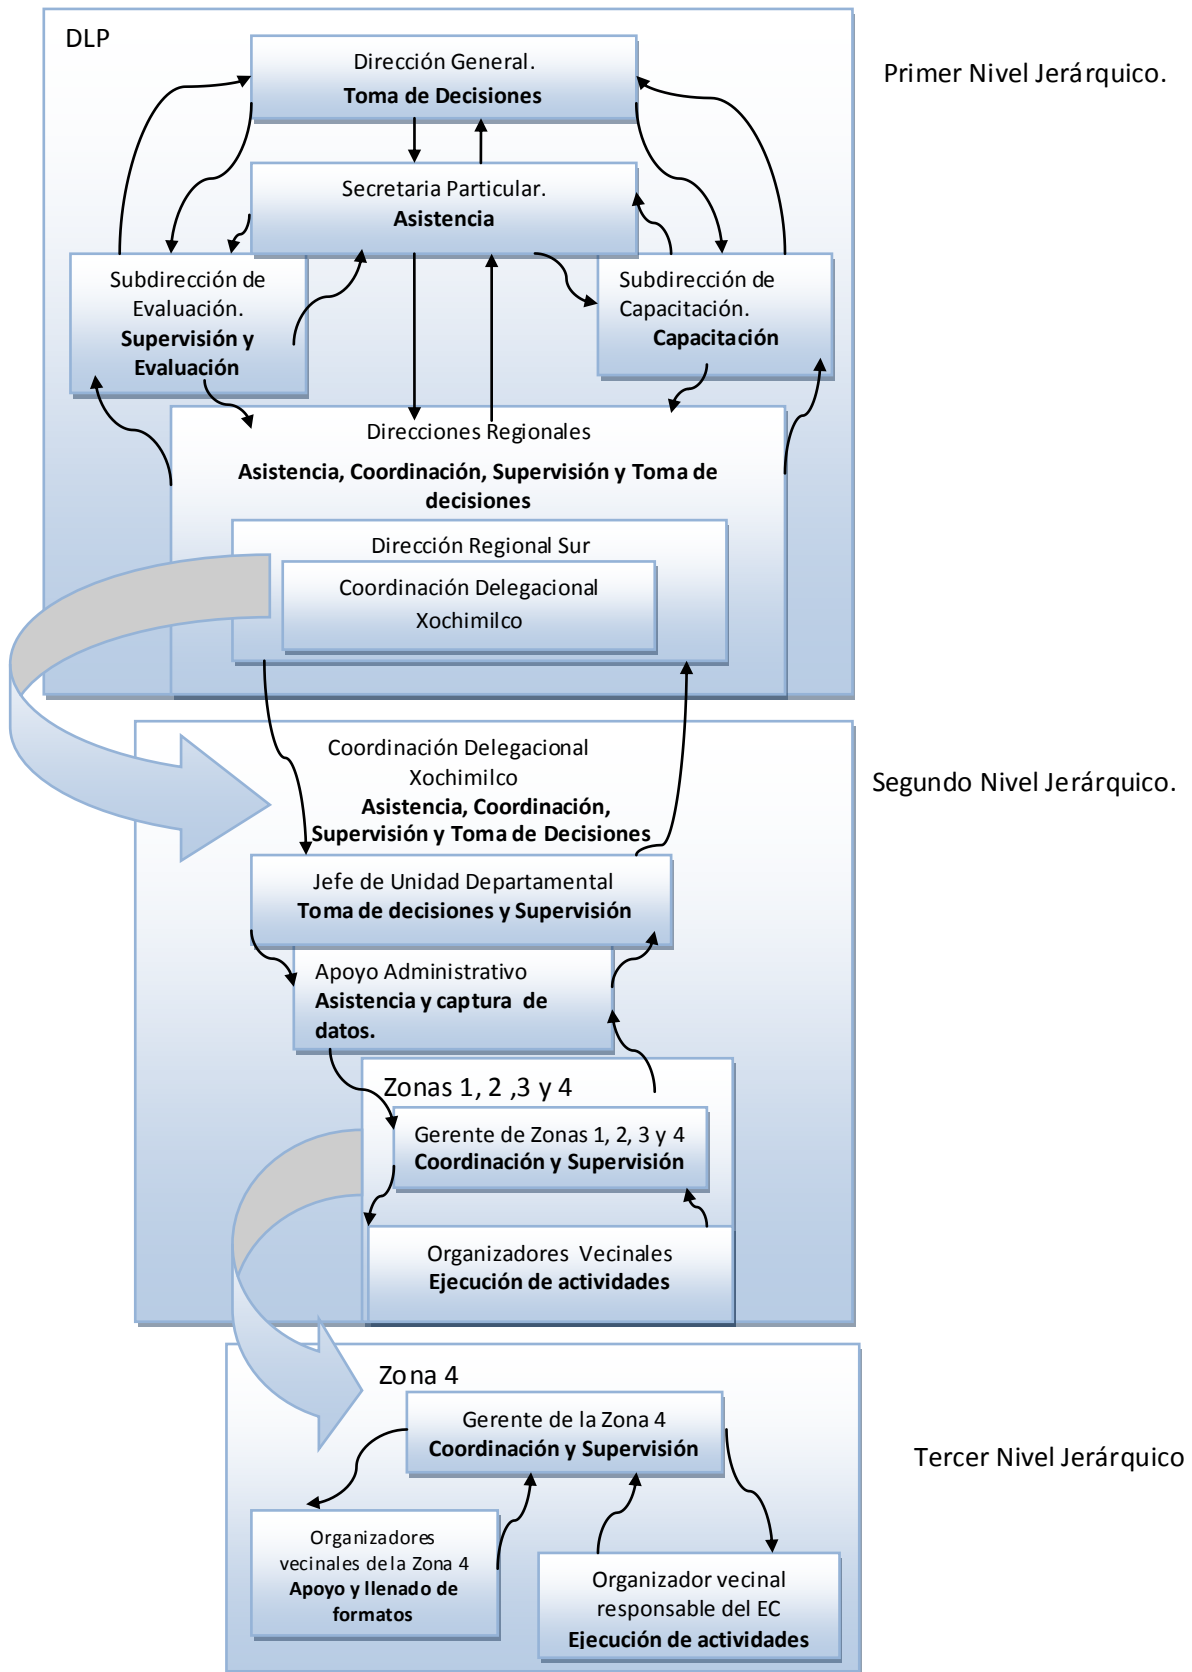 DLP
Primer Nivel Jerárquico.
Dirección General.
Toma de Decisiones
Secretaria Particular.
Asistencia
Subdirección de
Evaluación.
Supervisión y
Evaluación
Subdirección de
Capacitación.
Capacitación
Direcciones Regionales
Asistencia, Coordinación, Supervisión y Toma de
decisiones
Dirección Regional Sur
Coordinación Delegacional
Xochimilco
Segundo Nivel Jerárquico.
Coordinación Delegacional
Xochimilco
Asistencia, Coordinación,
Supervisión y Toma de Decisiones
Jefe de Unidad Departamental
Toma de decisiones y Supervisión
Apoyo Administrativo
Asistencia y captura de
datos.
Zonas 1, 2 ,3 y 4
Gerente de Zonas 1, 2, 3 y 4
Coordinación y Supervisión
Organizadores Vecinales
Ejecución de actividades
Zona 4
Gerente de la Zona 4
Coordinación y Supervisión
Tercer Nivel Jerárquico
Organizadores
vecinales de la Zona 4
Apoyo y llenado de
formatos
Organizador vecinal
responsable del EC
Ejecución de actividades